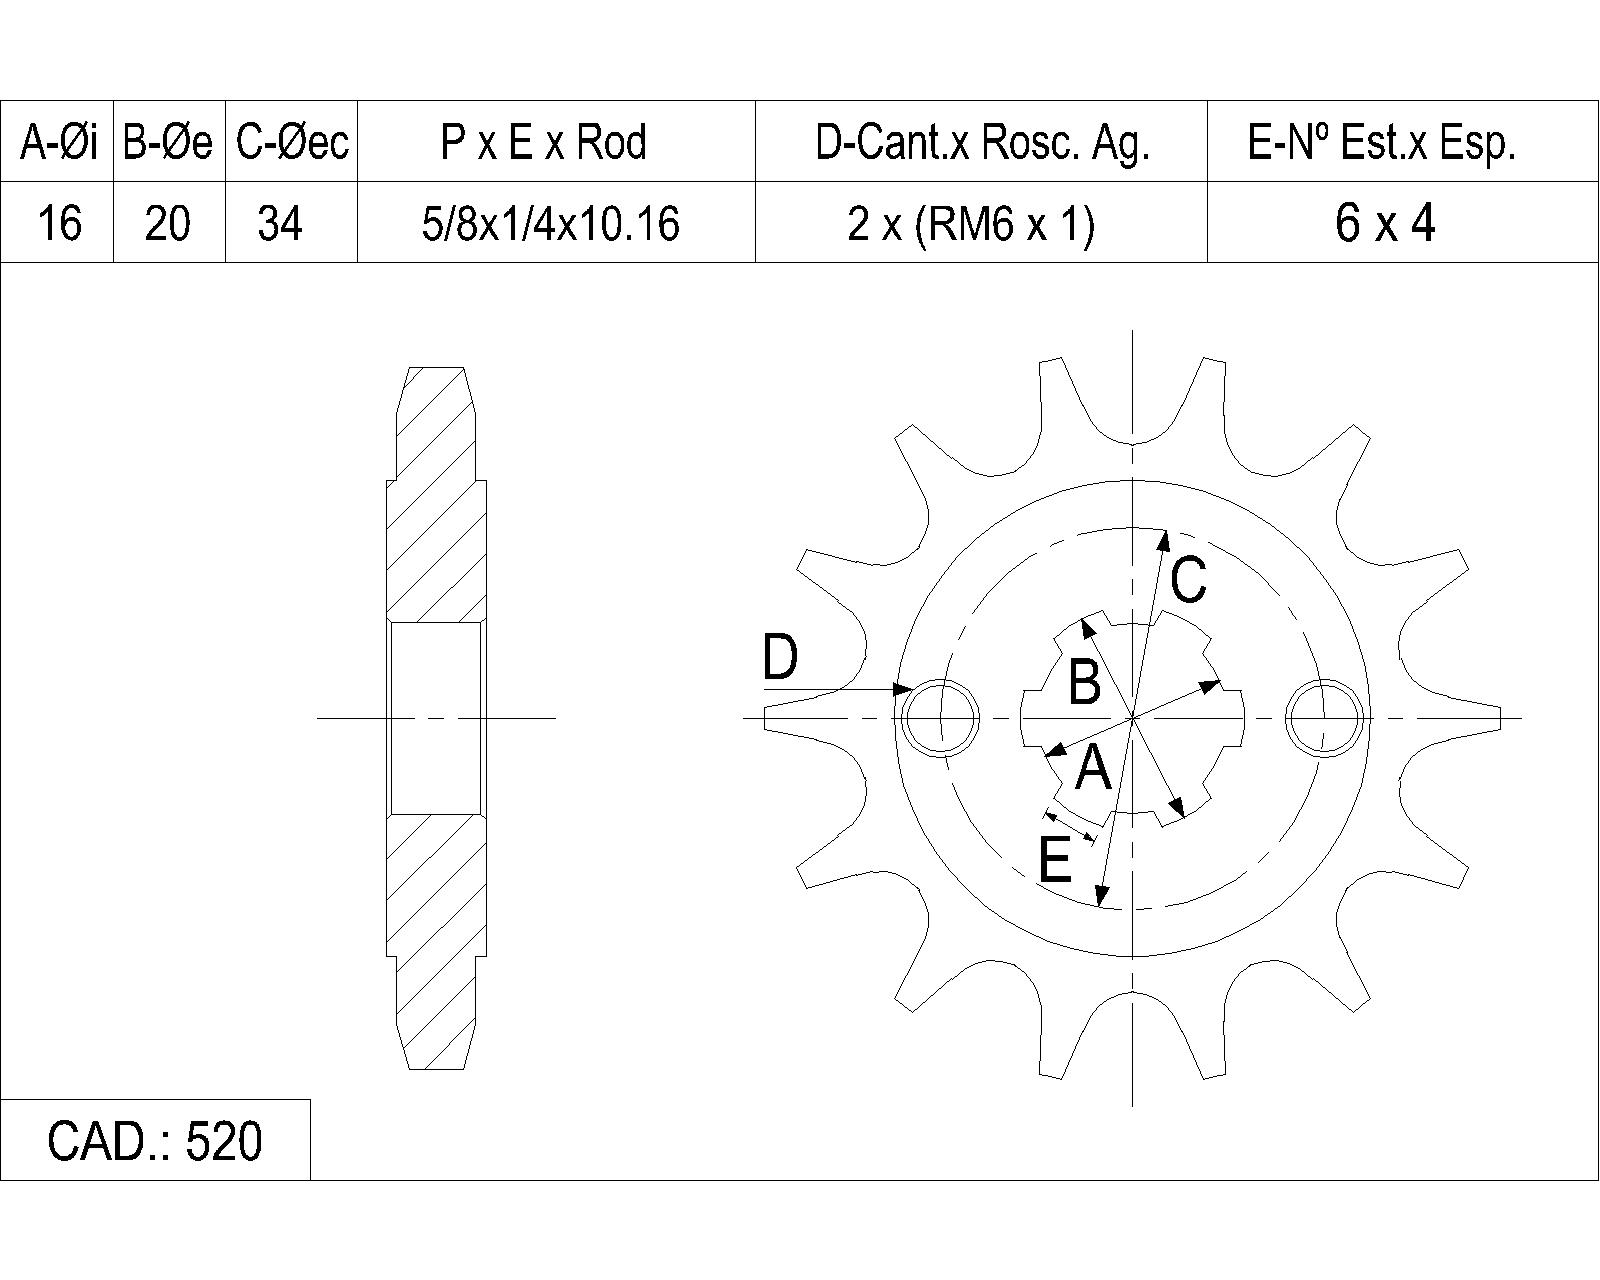 A-Øi B-Øe C-Øec P x E x Rod D-Cant.x Rosc. Ag. E-Nº Est.x Esp.
16 20 34 5/8x1/4x10.16 2 x (RM6 x 1) 6 x 4
C
D
B
A
E
CAD.: 520